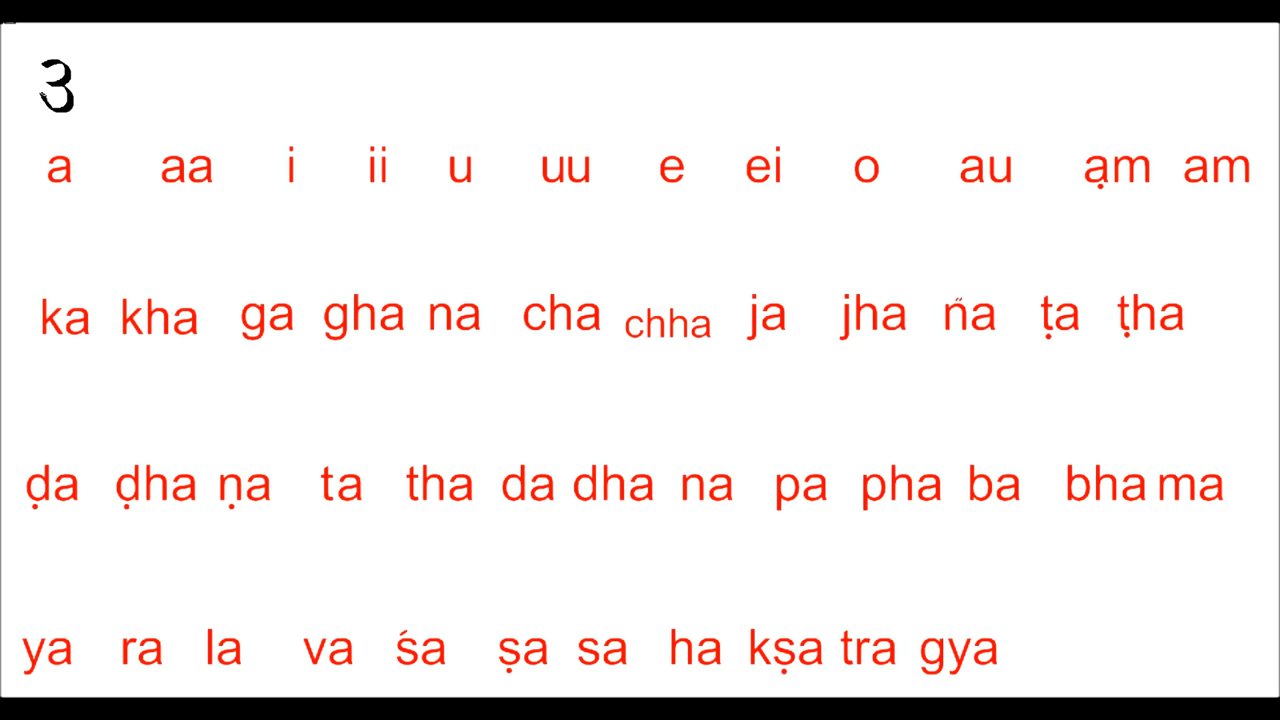 3
a aa i ii u uu e ei o au ạm am
ka kha ga gha na cha chha ja jha ña ṭa ṭha
ḍa ḍha ṇa ta tha da dha na pa pha ba bha ma
ya ra la va śa ṣa sa ha kṣa tra gya